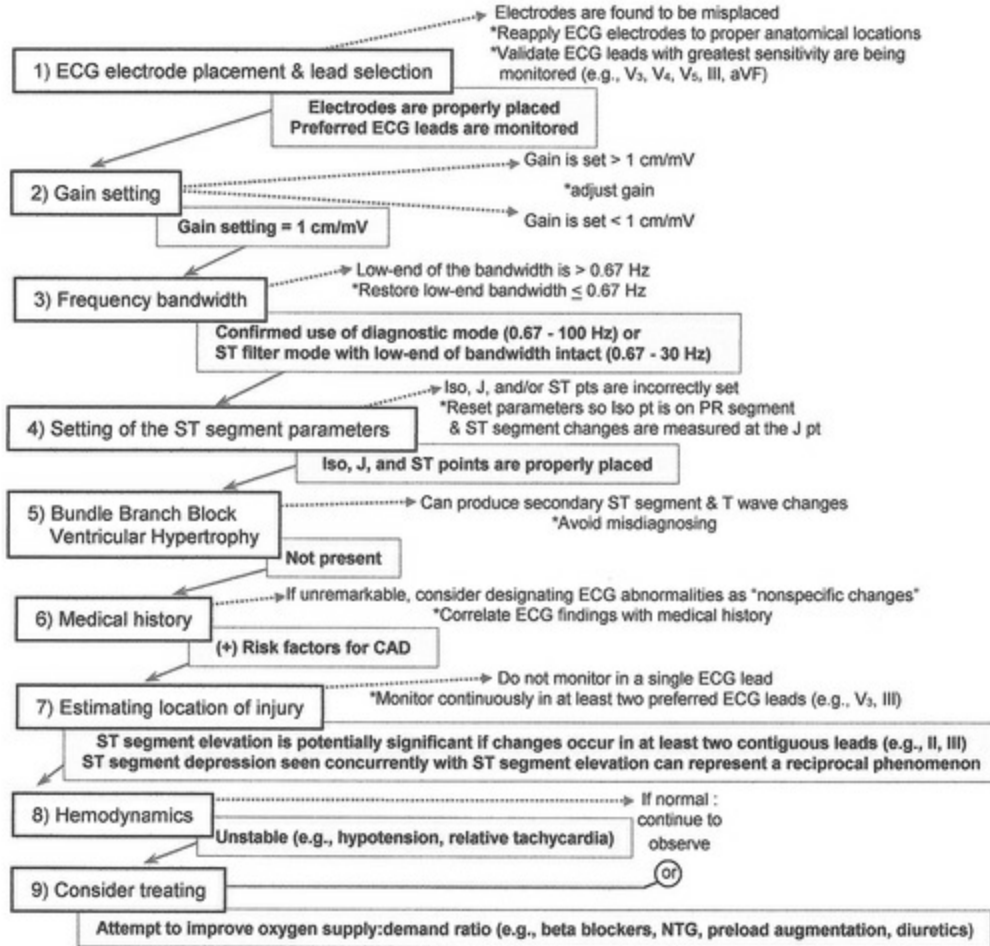 Electrodes are found to be misplaced
*Reapply ECG electrodes to proper anatomical locations
*Validate ECG leads with greatest sensitivity are being
monitored (e.g., V₃, V₄, V₅, III, aVF)
1) ECG electrode placement & lead selection
Electrodes are properly placed
Preferred ECG leads are monitored
Gain is set > 1 cm/mV
*adjust gain
Gain is set < 1 cm/mV
2) Gain setting
Gain setting = 1 cm/mV
Low-end of the bandwidth is > 0.67 Hz
*Restore low-end bandwidth ≤ 0.67 Hz
3) Frequency bandwidth
Confirmed use of diagnostic mode (0.67 - 100 Hz) or
ST filter mode with low-end of bandwidth intact (0.67 - 30 Hz)
Iso, J, and/or ST pts are incorrectly set
*Reset parameters so Iso pt is on PR segment
& ST segment changes are measured at the J pt
4) Setting of the ST segment parameters
Iso, J, and ST points are properly placed
Can produce secondary ST segment & T wave changes
*Avoid misdiagnosing
5) Bundle Branch Block
Ventricular Hypertrophy
Not present
If unremarkable, consider designating ECG abnormalities as "nonspecific changes"
*Correlate ECG findings with medical history
6) Medical history
(+) Risk factors for CAD
Do not monitor in a single ECG lead
*Monitor continuously in at least two preferred ECG leads (e.g., V₃, III)
7) Estimating location of injury
ST segment elevation is potentially significant if changes occur in at least two contiguous leads (e.g., II, III)
ST segment depression seen concurrently with ST segment elevation can represent a reciprocal phenomenon
If normal :
continue to
observe
8) Hemodynamics
Unstable (e.g., hypotension, relative tachycardia)
or
9) Consider treating
Attempt to improve oxygen supply:demand ratio (e.g., beta blockers, NTG, preload augmentation, diuretics)